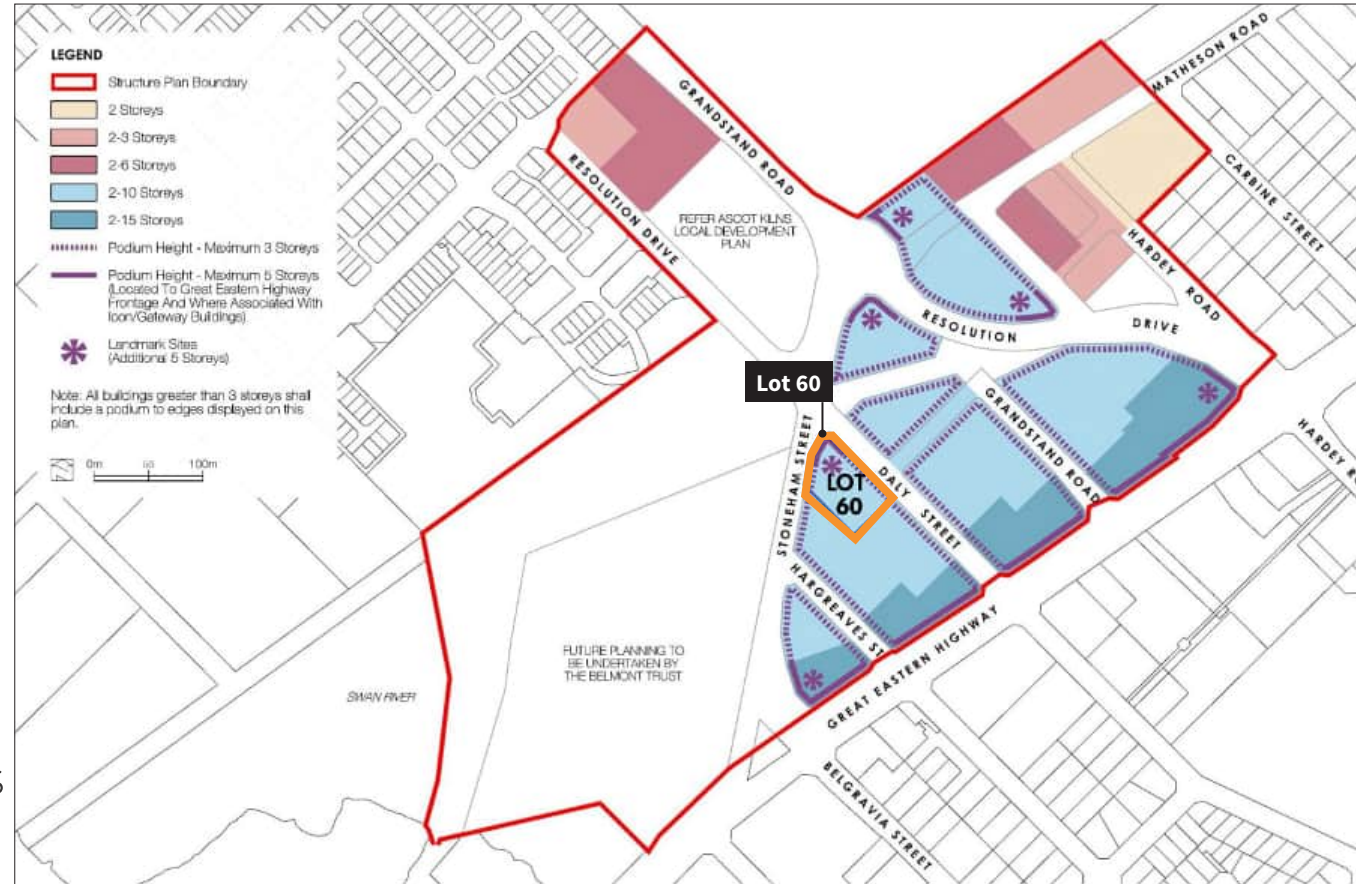 LEGEND
Structure Plan Boundary
2 Storeys
2-3 Storeys
2-6 Storeys
2-10 Storeys
2-15 Storeys
Podium Height - Maximum 3 Storeys
Podium Height - Maximum 5 Storeys
(Located To Great Eastern Highway
Frontage And Where Associated With
Icon/Gateway Buildings)
Landmark Sites
(Additional 5 Storeys)
Note: All buildings greater than 3 storeys shall
include a podium to edges displayed on this
plan.
0m 50 100m
GRANDSTAND ROAD
RESOLUTION DRIVE
REFER ASCOT KILNS
LOCAL DEVELOPMENT
PLAN
MATHESON ROAD
CARBINE STREET
HARDEY ROAD
RESOLUTION DRIVE
Lot 60
STONEHAM STREET
LOT
60
DALY STREET
GRANDSTAND ROAD
HARGREAVES ST
GREAT EASTERN HIGHWAY
HARDEY
FUTURE PLANNING TO
BE UNDERTAKEN BY
THE BELMONT TRUST
SWAN RIVER
BELGRAVIA STREET